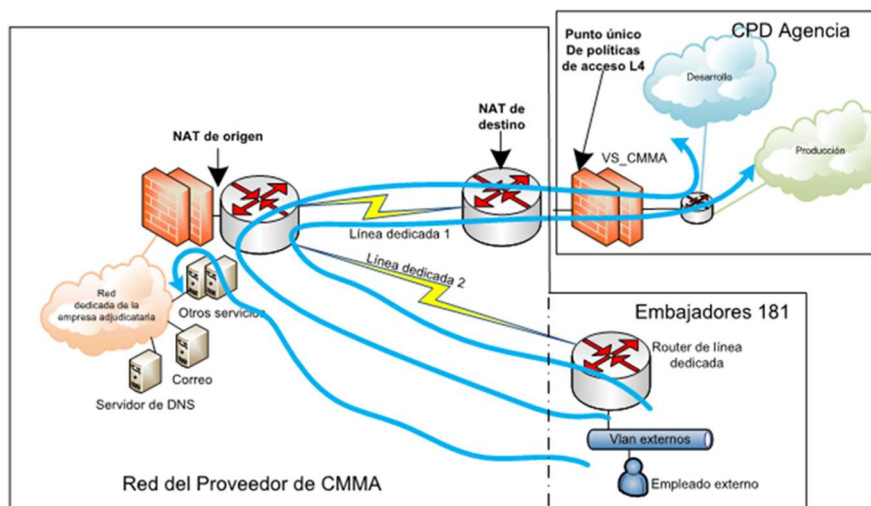 CPD Agencia
Punto único
De políticas
de acceso L4
Desarrollo
NAT de
destino
NAT de origen
VS_CMMA
Producción
Línea dedicada 1
Línea dedicada 2
Red
dedicada de la
empresa adjudicataria
Otros servicios
Correo
Servidor de DNS
Embajadores 181
Router de línea
dedicada
Vlan externos
Empleado externo
Red del Proveedor de CMMA